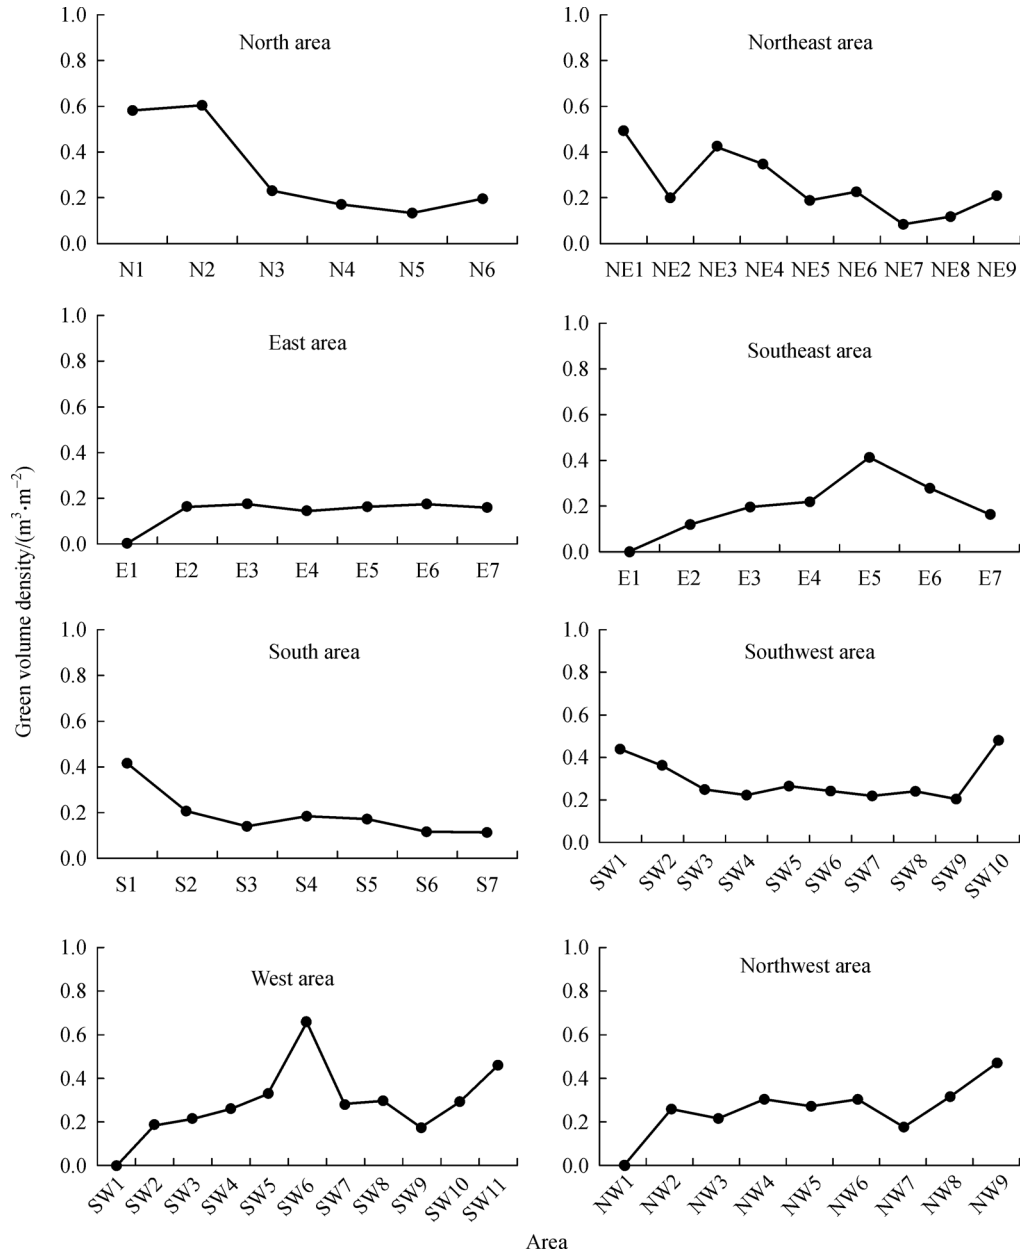 Green volume density/(m³·m⁻²)
North area
1.0
0.8
0.6
0.4
0.2
0.0
N1 N2 N3 N4 N5 N6
Northeast area
1.0
0.8
0.6
0.4
0.2
0.0
NE1 NE2 NE3 NE4 NE5 NE6 NE7 NE8 NE9
East area
1.0
0.8
0.6
0.4
0.2
0.0
E1 E2 E3 E4 E5 E6 E7
Southeast area
1.0
0.8
0.6
0.4
0.2
0.0
E1 E2 E3 E4 E5 E6 E7
South area
1.0
0.8
0.6
0.4
0.2
0.0
S1 S2 S3 S4 S5 S6 S7
Southwest area
1.0
0.8
0.6
0.4
0.2
0.0
SW1 SW2 SW3 SW4 SW5 SW6 SW7 SW8 SW9 SW10
West area
1.0
0.8
0.6
0.4
0.2
0.0
SW1 SW2 SW3 SW4 SW5 SW6 SW7 SW8 SW9 SW10 SW11
Northwest area
1.0
0.8
0.6
0.4
0.2
0.0
NW1 NW2 NW3 NW4 NW5 NW6 NW7 NW8 NW9
Area